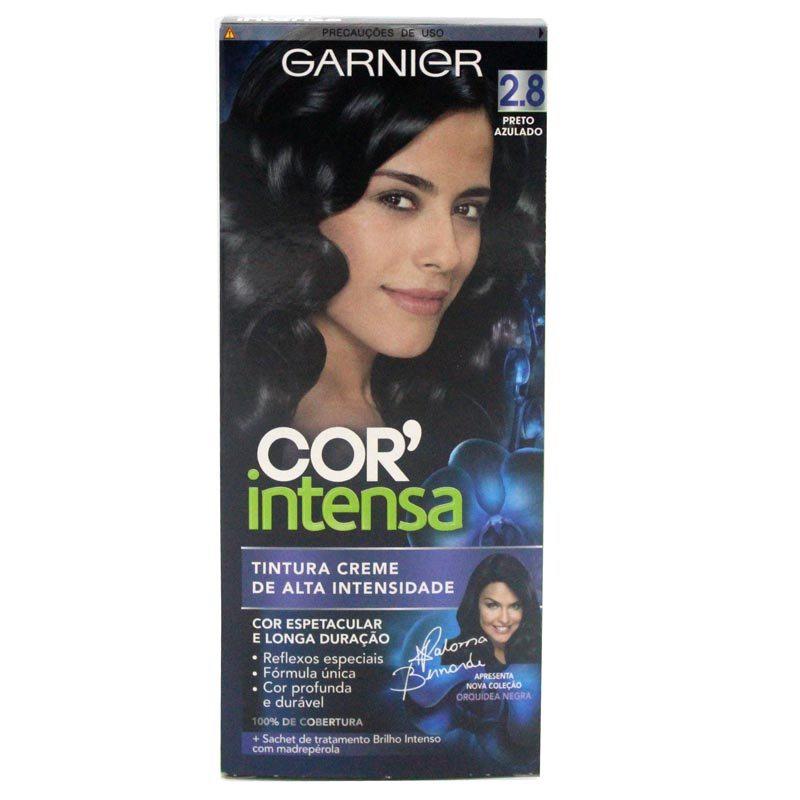 intensa
PRECAUÇÕES DE USO
GARNIER
2.8
PRETO
AZULADO
COR'
intensa
TINTURA CREME
DE ALTA INTENSIDADE
COR ESPETACULAR
E LONGA DURAÇÃO
• Reflexos especiais
• Fórmula única
• Cor profunda
e durável
100% DE COBERTURA
+ Sachet de tratamento Brilho Intenso
com madrepérola
Paloma
Bernardi
APRESENTA
NOVA COLEÇÃO
ORQUÍDEA NEGRA